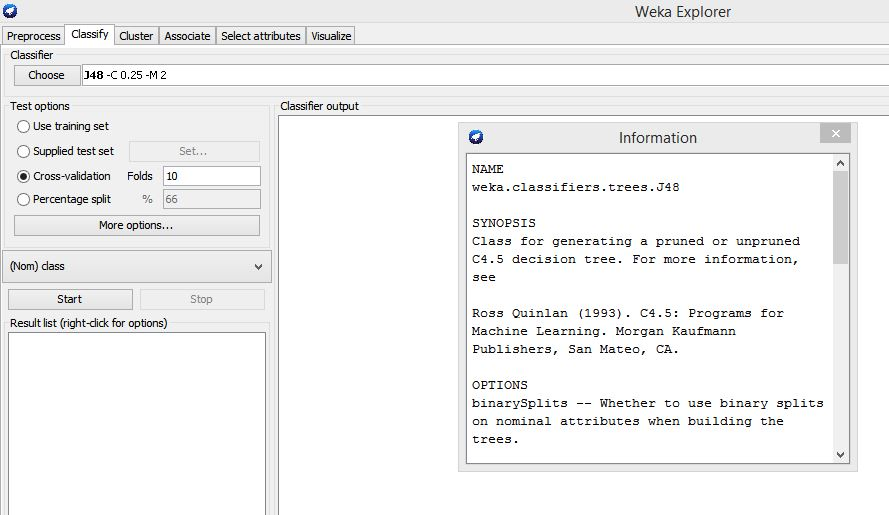 Weka Explorer
Preprocess Classify Cluster Associate Select attributes Visualize
Classifier
Choose J48 -C 0.25 -M 2
Test options
Use training set
Supplied test set Set...
Cross-validation Folds 10
Percentage split % 66
More options...
(Nom) class
Start Stop
Result list (right-click for options)
Classifier output
Information
NAME
weka.classifiers.trees.J48
SYNOPSIS
Class for generating a pruned or unpruned
C4.5 decision tree. For more information,
see
Ross Quinlan (1993). C4.5: Programs for
Machine Learning. Morgan Kaufmann
Publishers, San Mateo, CA.
OPTIONS
binarySplits -- Whether to use binary splits
on nominal attributes when building the
trees.